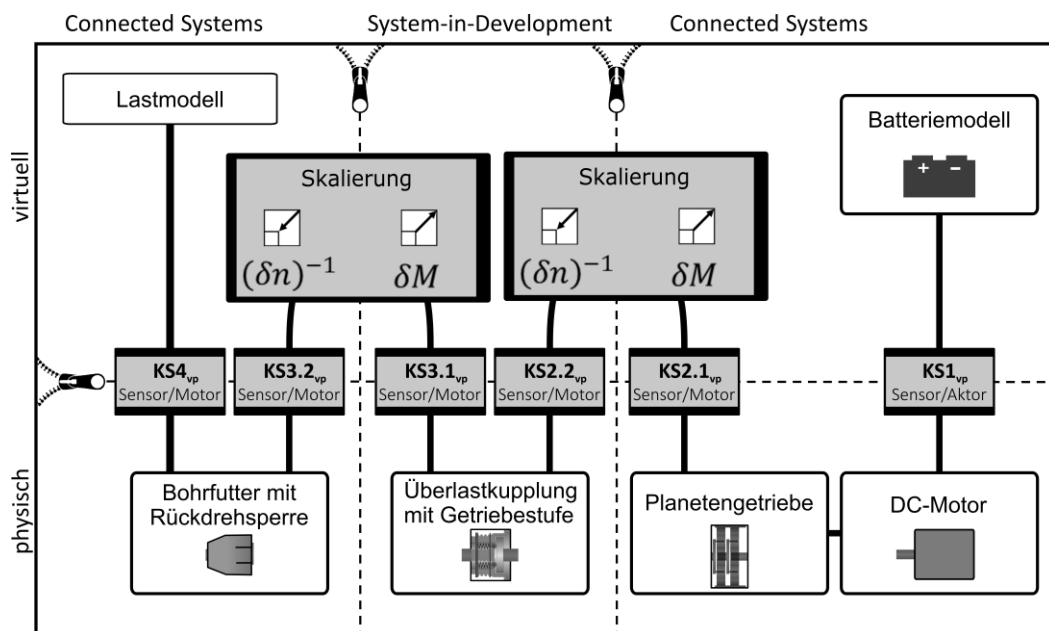 Connected Systems
System-in-Development
Connected Systems
virtuell
physisch
Lastmodell
Batteriemodell
+ −
Skalierung
(δn)⁻¹
δM
Skalierung
(δn)⁻¹
δM
KS4vp
Sensor/Motor
KS3.2vp
Sensor/Motor
KS3.1vp
Sensor/Motor
KS2.2vp
Sensor/Motor
KS2.1vp
Sensor/Motor
KS1vp
Sensor/Aktor
Bohrfutter mit
Rückdrehsperre
Überlastkupplung
mit Getriebestufe
Planetengetriebe
DC-Motor